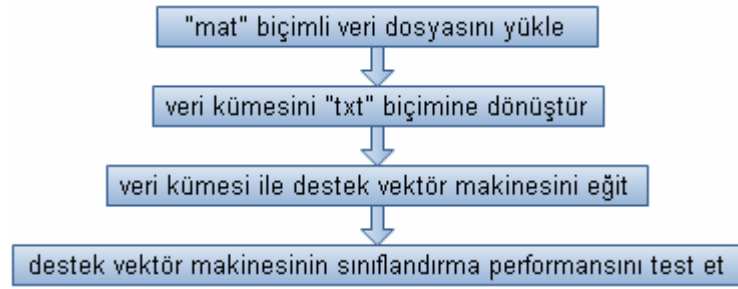 "mat" biçimli veri dosyasını yükle
veri kümesini "txt" biçimine dönüştür
veri kümesi ile destek vektör makinesini eğit
destek vektör makinesinin sınıflandırma performansını test et